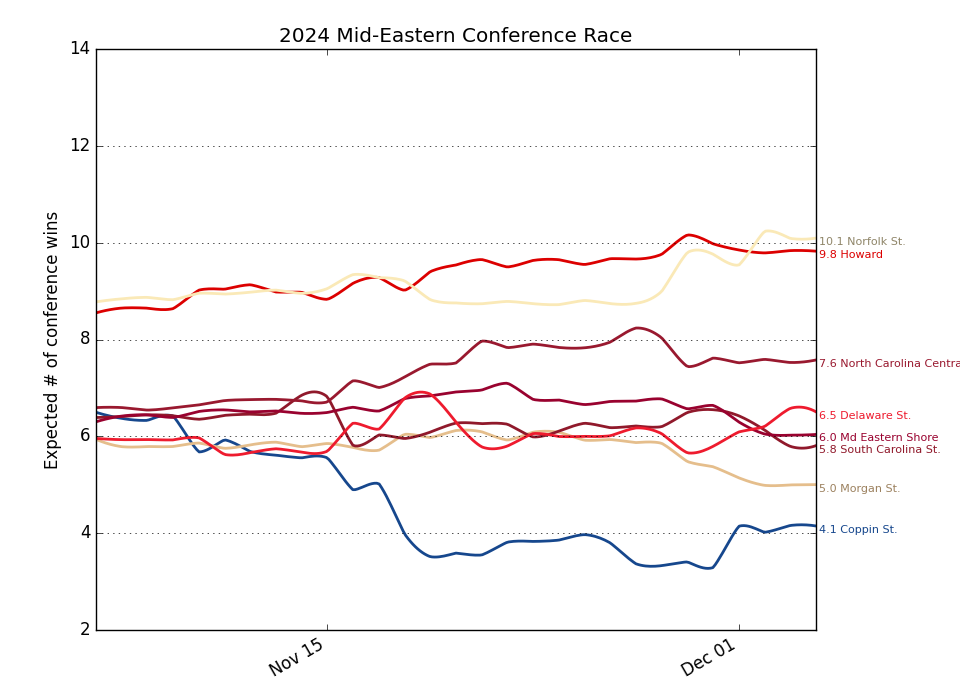 2024 Mid-Eastern Conference Race
Expected # of conference wins
14
12
10
8
6
4
2
Nov 15
Dec 01
10.1 Norfolk St.
9.8 Howard
7.6 North Carolina Centra
6.5 Delaware St.
6.0 Md Eastern Shore
5.8 South Carolina St.
5.0 Morgan St.
4.1 Coppin St.